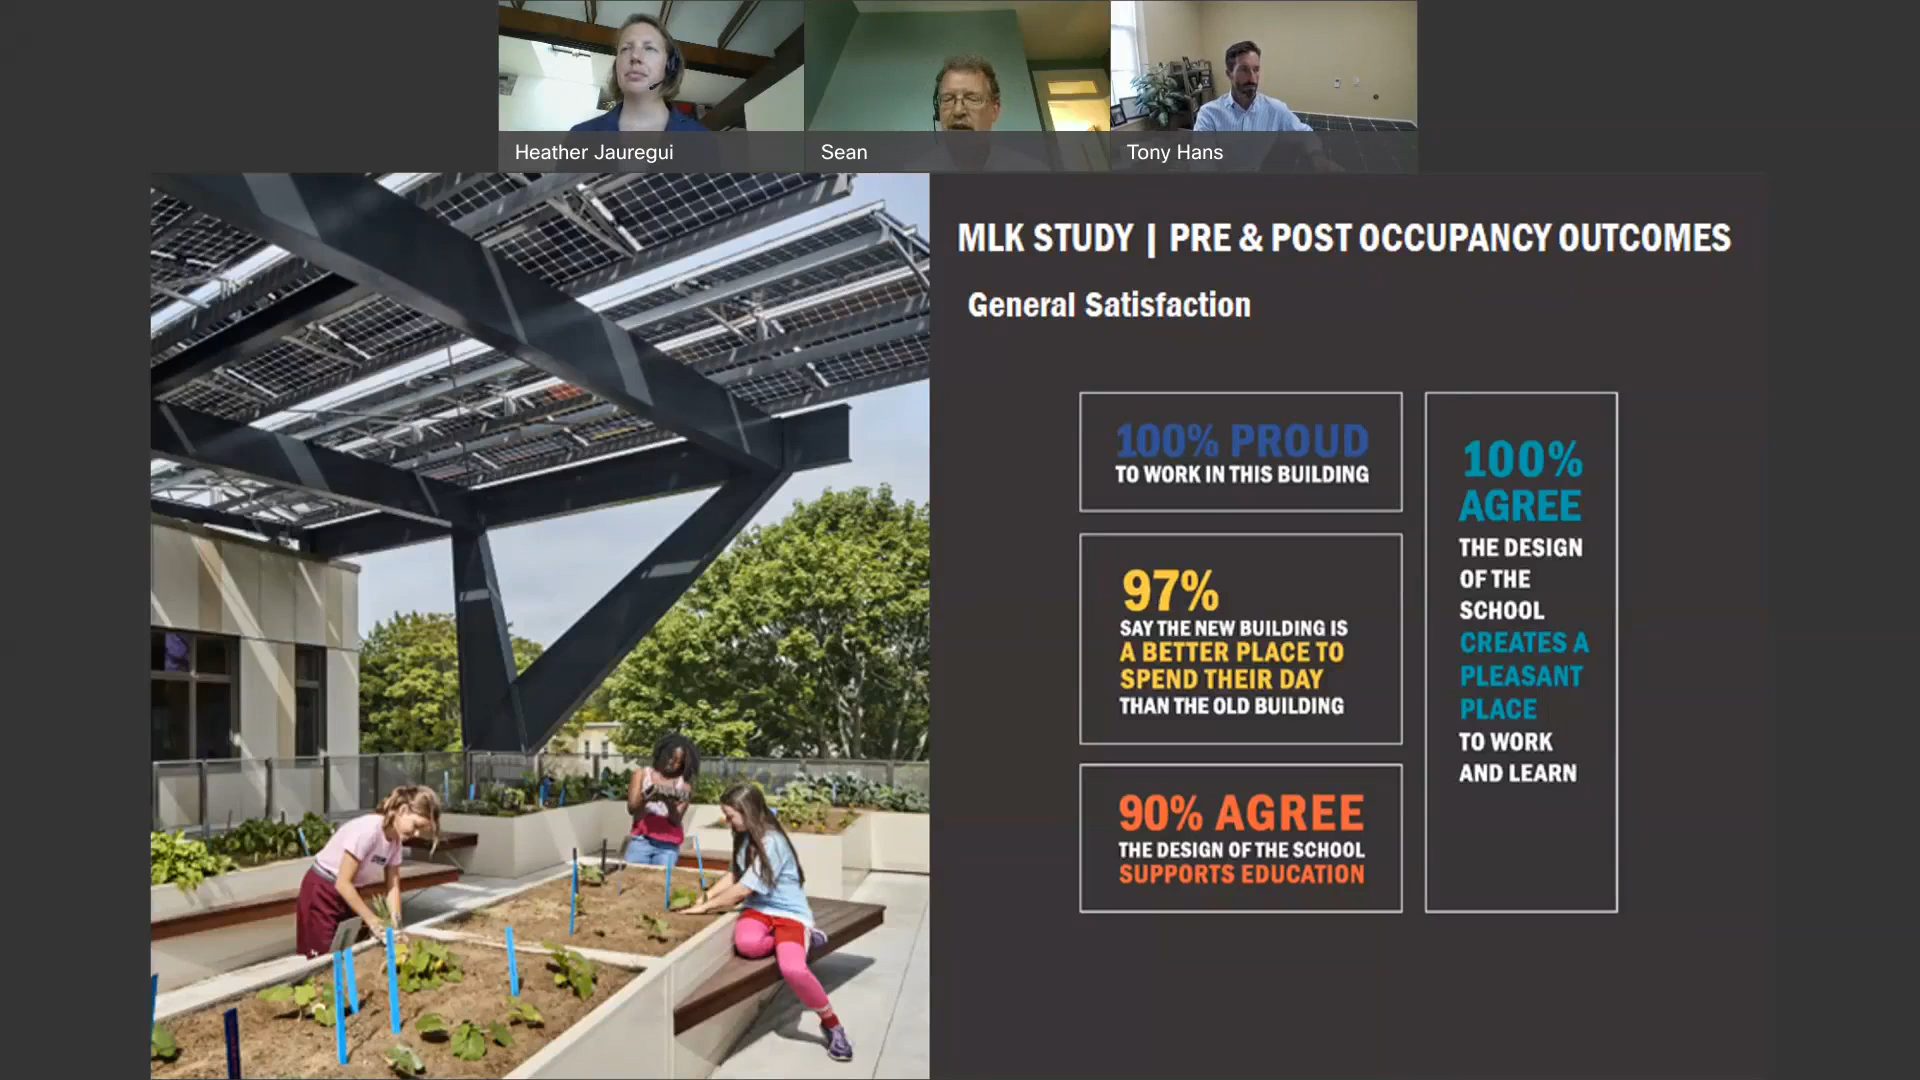 Heather Jauregui
Sean
Tony Hans
MLK STUDY | PRE & POST OCCUPANCY OUTCOMES
General Satisfaction
100% PROUD
TO WORK IN THIS BUILDING
97%
SAY THE NEW BUILDING IS
A BETTER PLACE TO
SPEND THEIR DAY
THAN THE OLD BUILDING
90% AGREE
THE DESIGN OF THE SCHOOL
SUPPORTS EDUCATION
100%
AGREE
THE DESIGN
OF THE
SCHOOL
CREATES A
PLEASANT
PLACE
TO WORK
AND LEARN